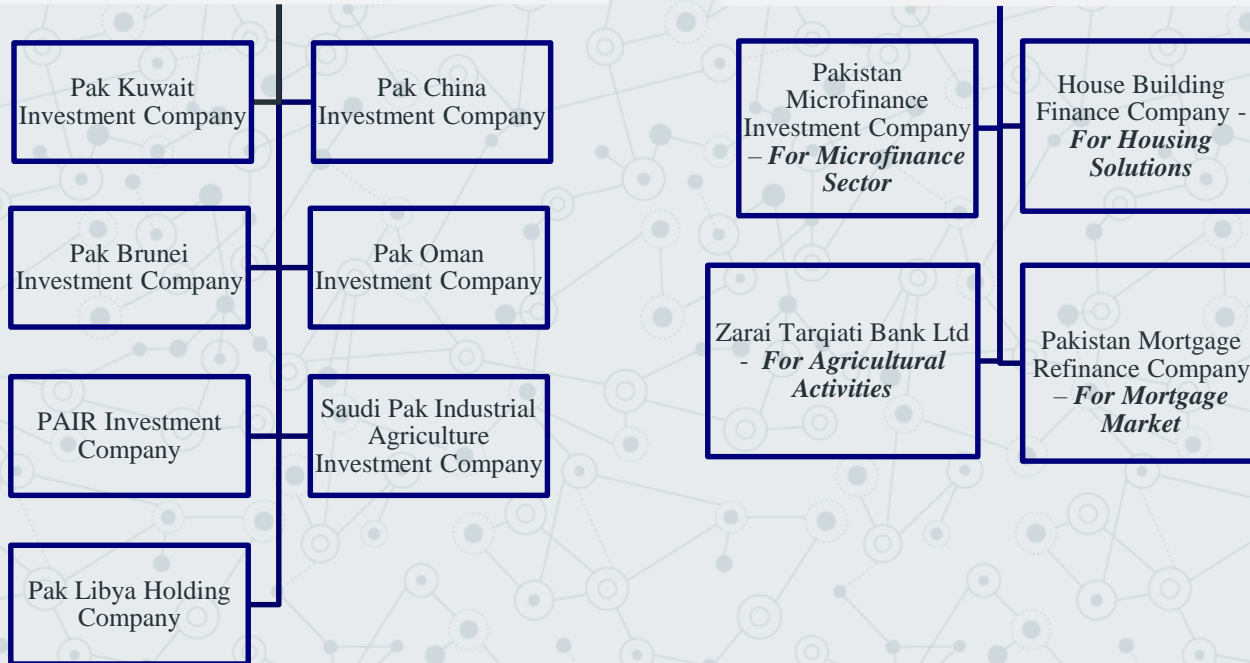 Pak Kuwait
Investment Company
Pak China
Investment Company
Pak Brunei
Investment Company
Pak Oman
Investment Company
PAIR Investment
Company
Saudi Pak Industrial
Agriculture
Investment Company
Pak Libya Holding
Company
Pakistan
Microfinance
Investment Company
– For Microfinance
Sector
House Building
Finance Company -
For Housing
Solutions
Zarai Tarqiati Bank Ltd
- For Agricultural
Activities
Pakistan Mortgage
Refinance Company
– For Mortgage
Market